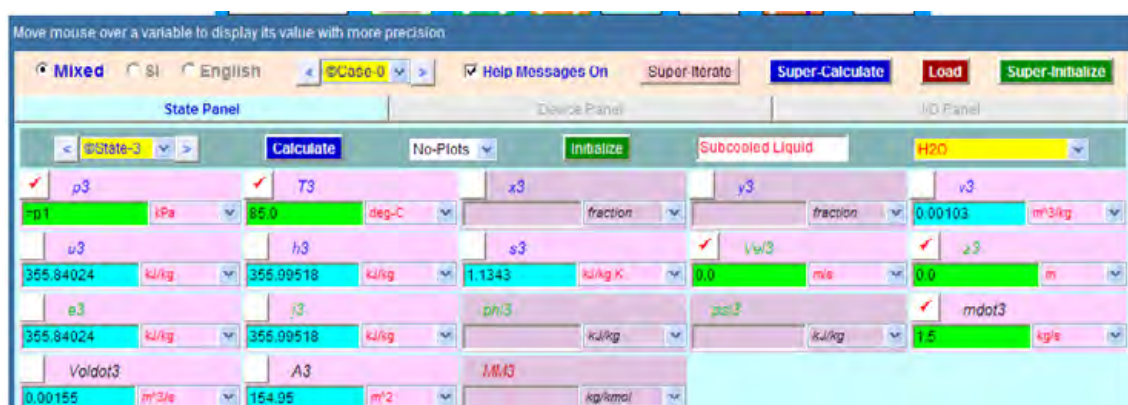 Move mouse over a variable to display its value with more precision
Mixed SI English < ©Case-0 > Help Messages On Super-Iterate Super-Calculate Load Super-Initialize
State Panel Device Panel I/O Panel
< ©State-3 > Calculate No-Plots Initialize Subcooled Liquid H2O
p3 T3 x3 y3 v3
=p1 kPa 85.0 deg-C fraction fraction 0.00103 m^3/kg
u3 h3 s3 Vel3 z3
355.84024 kJ/kg 355.99518 kJ/kg 1.1343 kJ/kg.K 0.0 m/s 0.0 m
e3 j3 phi3 psi3 mdot3
355.84024 kJ/kg 355.99518 kJ/kg kJ/kg kJ/kg 1.5 kg/s
Voldot3 A3 MM3
0.00155 m^3/s 154.95 m^2 kg/kmol